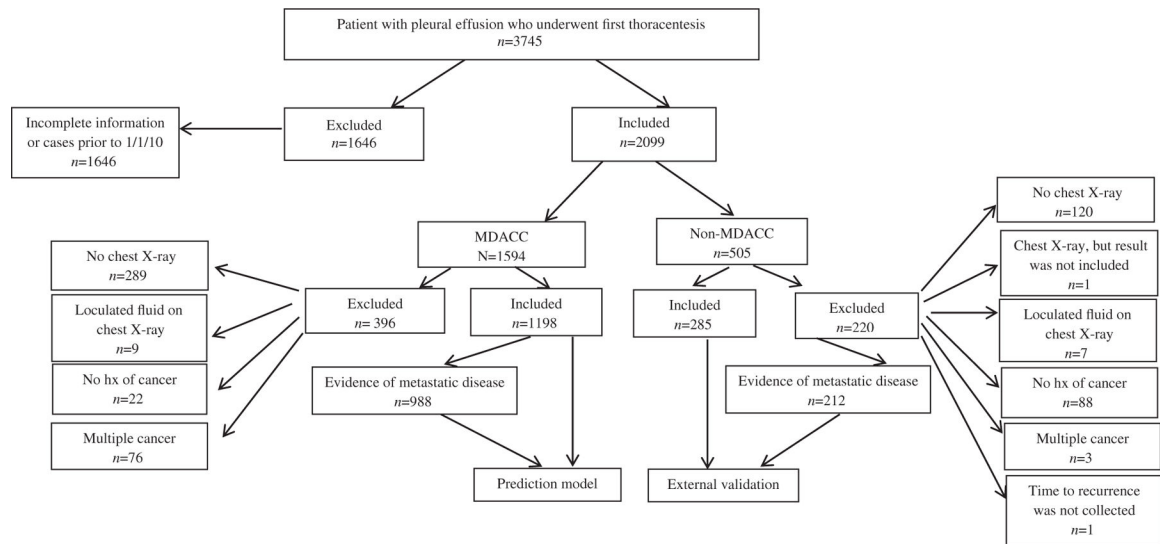 Patient with pleural effusion who underwent first thoracentesis
n=3745
Incomplete information
or cases prior to 1/1/10
n=1646
Excluded
n=1646
Included
n=2099
MDACC
N=1594
Non-MDACC
n=505
No chest X-ray
n=289
Loculated fluid on
chest X-ray
n=9
No hx of cancer
n=22
Multiple cancer
n=76
Excluded
n= 396
Included
n=1198
Included
n=285
Excluded
n=220
No chest X-ray
n=120
Chest X-ray, but result
was not included
n=1
Loculated fluid on
chest X-ray
n=7
No hx of cancer
n=88
Multiple cancer
n=3
Time to recurrence
was not collected
n=1
Evidence of metastatic disease
n=988
Evidence of metastatic disease
n=212
Prediction model
External validation